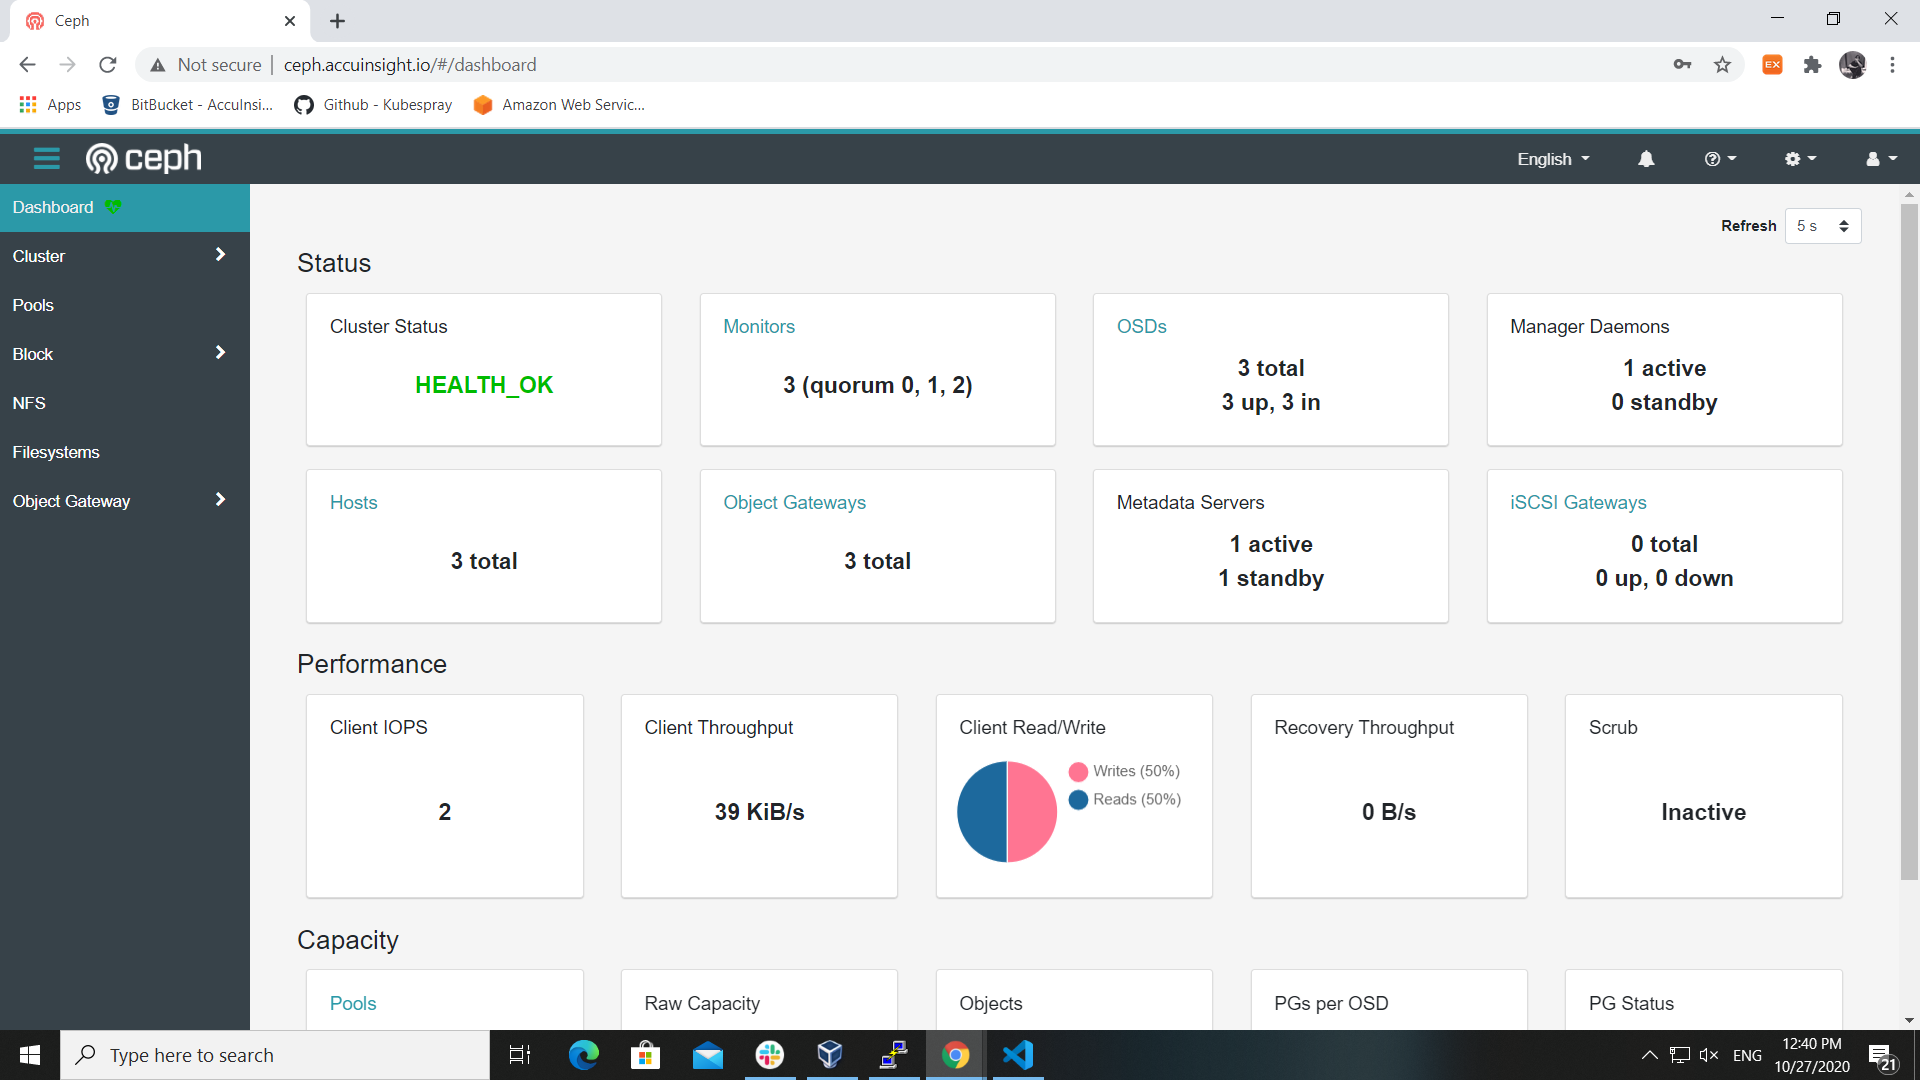 Ceph
Not secure | ceph.accuinsight.io/#/dashboard
EX
Apps
BitBucket - AccuInsi...
Github - Kubespray
Amazon Web Servic...
ceph
English
Dashboard
Cluster
Pools
Block
NFS
Filesystems
Object Gateway
Refresh
5 s
Status
Cluster Status
HEALTH_OK
Monitors
3 (quorum 0, 1, 2)
OSDs
3 total
3 up, 3 in
Manager Daemons
1 active
0 standby
Hosts
3 total
Object Gateways
3 total
Metadata Servers
1 active
1 standby
iSCSI Gateways
0 total
0 up, 0 down
Performance
Client IOPS
2
Client Throughput
39 KiB/s
Client Read/Write
Writes (50%)
Reads (50%)
Recovery Throughput
0 B/s
Scrub
Inactive
Capacity
Pools
Raw Capacity
Objects
PGs per OSD
PG Status
Type here to search
ENG
12:40 PM
10/27/2020
21